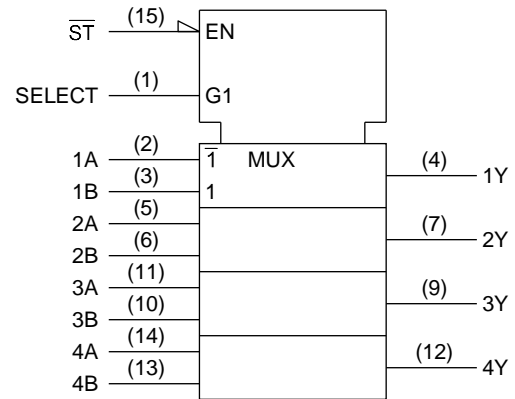 S̅T̅ (15) EN
SELECT (1) G1
1A (2) 1̅ MUX (4) 1Y
1B (3) 1
2A (5) (7) 2Y
2B (6)
3A (11) (9) 3Y
3B (10)
4A (14) (12) 4Y
4B (13)